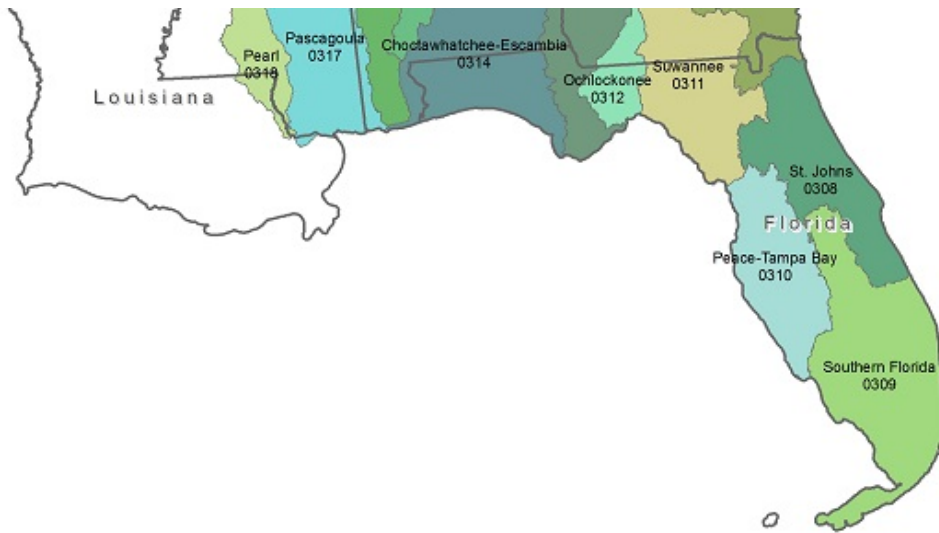 Pascagoula
0317
Choctawhatchee-Escambia
0314
Pearl
0318
Ochlockonee
0312
Suwannee
0311
Louisiana
St. Johns
0308
Florida
Peace-Tampa Bay
0310
Southern Florida
0309